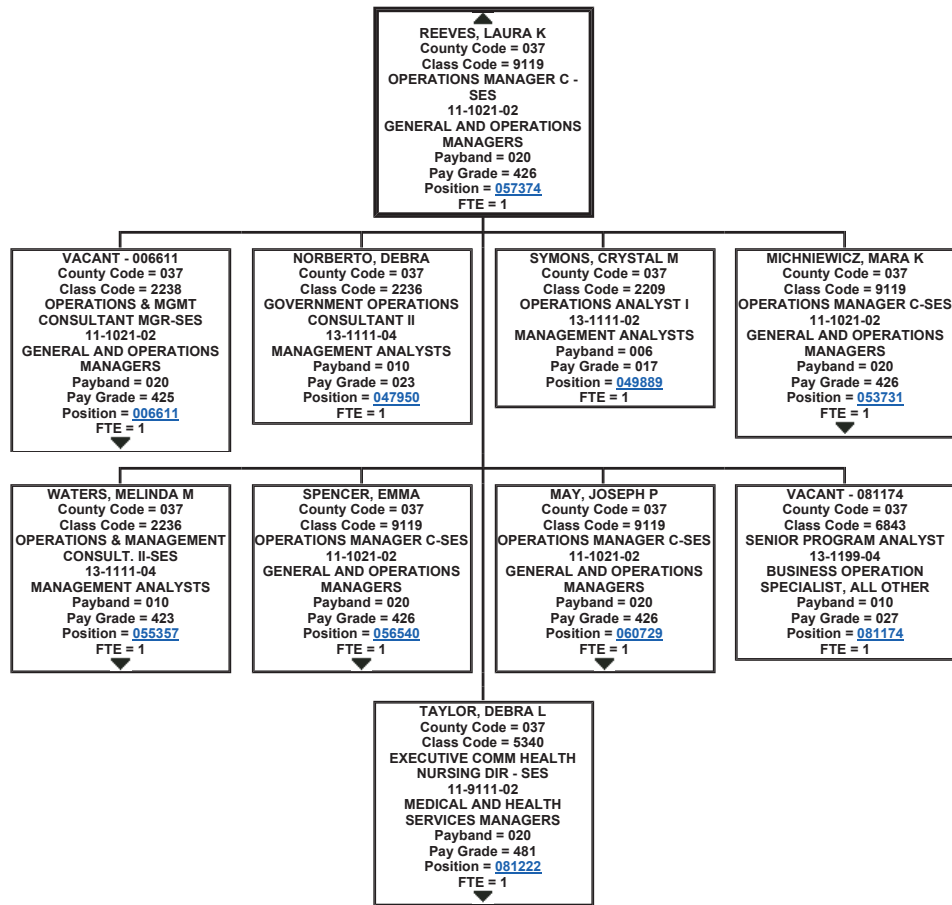 REEVES, LAURA K
County Code = 037
Class Code = 9119
OPERATIONS MANAGER C -
SES
11-1021-02
GENERAL AND OPERATIONS
MANAGERS
Payband = 020
Pay Grade = 426
Position = 057374
FTE = 1
VACANT - 006611
County Code = 037
Class Code = 2238
OPERATIONS & MGMT
CONSULTANT MGR-SES
11-1021-02
GENERAL AND OPERATIONS
MANAGERS
Payband = 020
Pay Grade = 425
Position = 006611
FTE = 1
NORBERTO, DEBRA
County Code = 037
Class Code = 2236
GOVERNMENT OPERATIONS
CONSULTANT II
13-1111-04
MANAGEMENT ANALYSTS
Payband = 010
Pay Grade = 023
Position = 047950
FTE = 1
SYMONS, CRYSTAL M
County Code = 037
Class Code = 2209
OPERATIONS ANALYST I
13-1111-02
MANAGEMENT ANALYSTS
Payband = 006
Pay Grade = 017
Position = 049889
FTE = 1
MICHNIEWICZ, MARA K
County Code = 037
Class Code = 9119
OPERATIONS MANAGER C-SES
11-1021-02
GENERAL AND OPERATIONS
MANAGERS
Payband = 020
Pay Grade = 426
Position = 053731
FTE = 1
WATERS, MELINDA M
County Code = 037
Class Code = 2236
OPERATIONS & MANAGEMENT
CONSULT. II-SES
13-1111-04
MANAGEMENT ANALYSTS
Payband = 010
Pay Grade = 423
Position = 055357
FTE = 1
SPENCER, EMMA
County Code = 037
Class Code = 9119
OPERATIONS MANAGER C-SES
11-1021-02
GENERAL AND OPERATIONS
MANAGERS
Payband = 020
Pay Grade = 426
Position = 056540
FTE = 1
MAY, JOSEPH P
County Code = 037
Class Code = 9119
OPERATIONS MANAGER C-SES
11-1021-02
GENERAL AND OPERATIONS
MANAGERS
Payband = 020
Pay Grade = 426
Position = 060729
FTE = 1
VACANT - 081174
County Code = 037
Class Code = 6843
SENIOR PROGRAM ANALYST
13-1199-04
BUSINESS OPERATION
SPECIALIST, ALL OTHER
Payband = 010
Pay Grade = 027
Position = 081174
FTE = 1
TAYLOR, DEBRA L
County Code = 037
Class Code = 5340
EXECUTIVE COMM HEALTH
NURSING DIR - SES
11-9111-02
MEDICAL AND HEALTH
SERVICES MANAGERS
Payband = 020
Pay Grade = 481
Position = 081222
FTE = 1